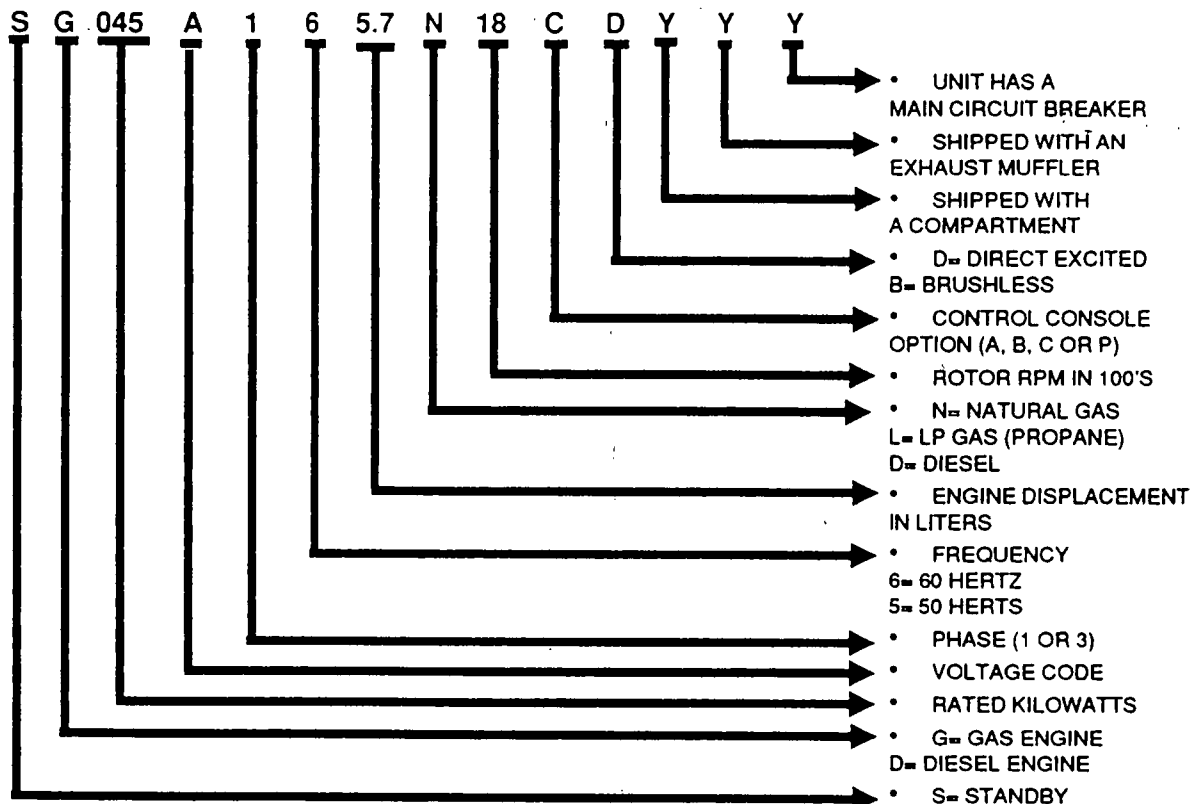 S G 045 A 1 6 5.7 N 18 C D Y Y Y
• UNIT HAS A
MAIN CIRCUIT BREAKER
• SHIPPED WITH AN
EXHAUST MUFFLER
• SHIPPED WITH
A COMPARTMENT
• D= DIRECT EXCITED
B= BRUSHLESS
• CONTROL CONSOLE
OPTION (A, B, C OR P)
• ROTOR RPM IN 100'S
• N= NATURAL GAS
L= LP GAS (PROPANE)
D= DIESEL
• ENGINE DISPLACEMENT
IN LITERS
• FREQUENCY
6= 60 HERTZ
5= 50 HERTS
• PHASE (1 OR 3)
• VOLTAGE CODE
• RATED KILOWATTS
• G= GAS ENGINE
D= DIESEL ENGINE
• S= STANDBY